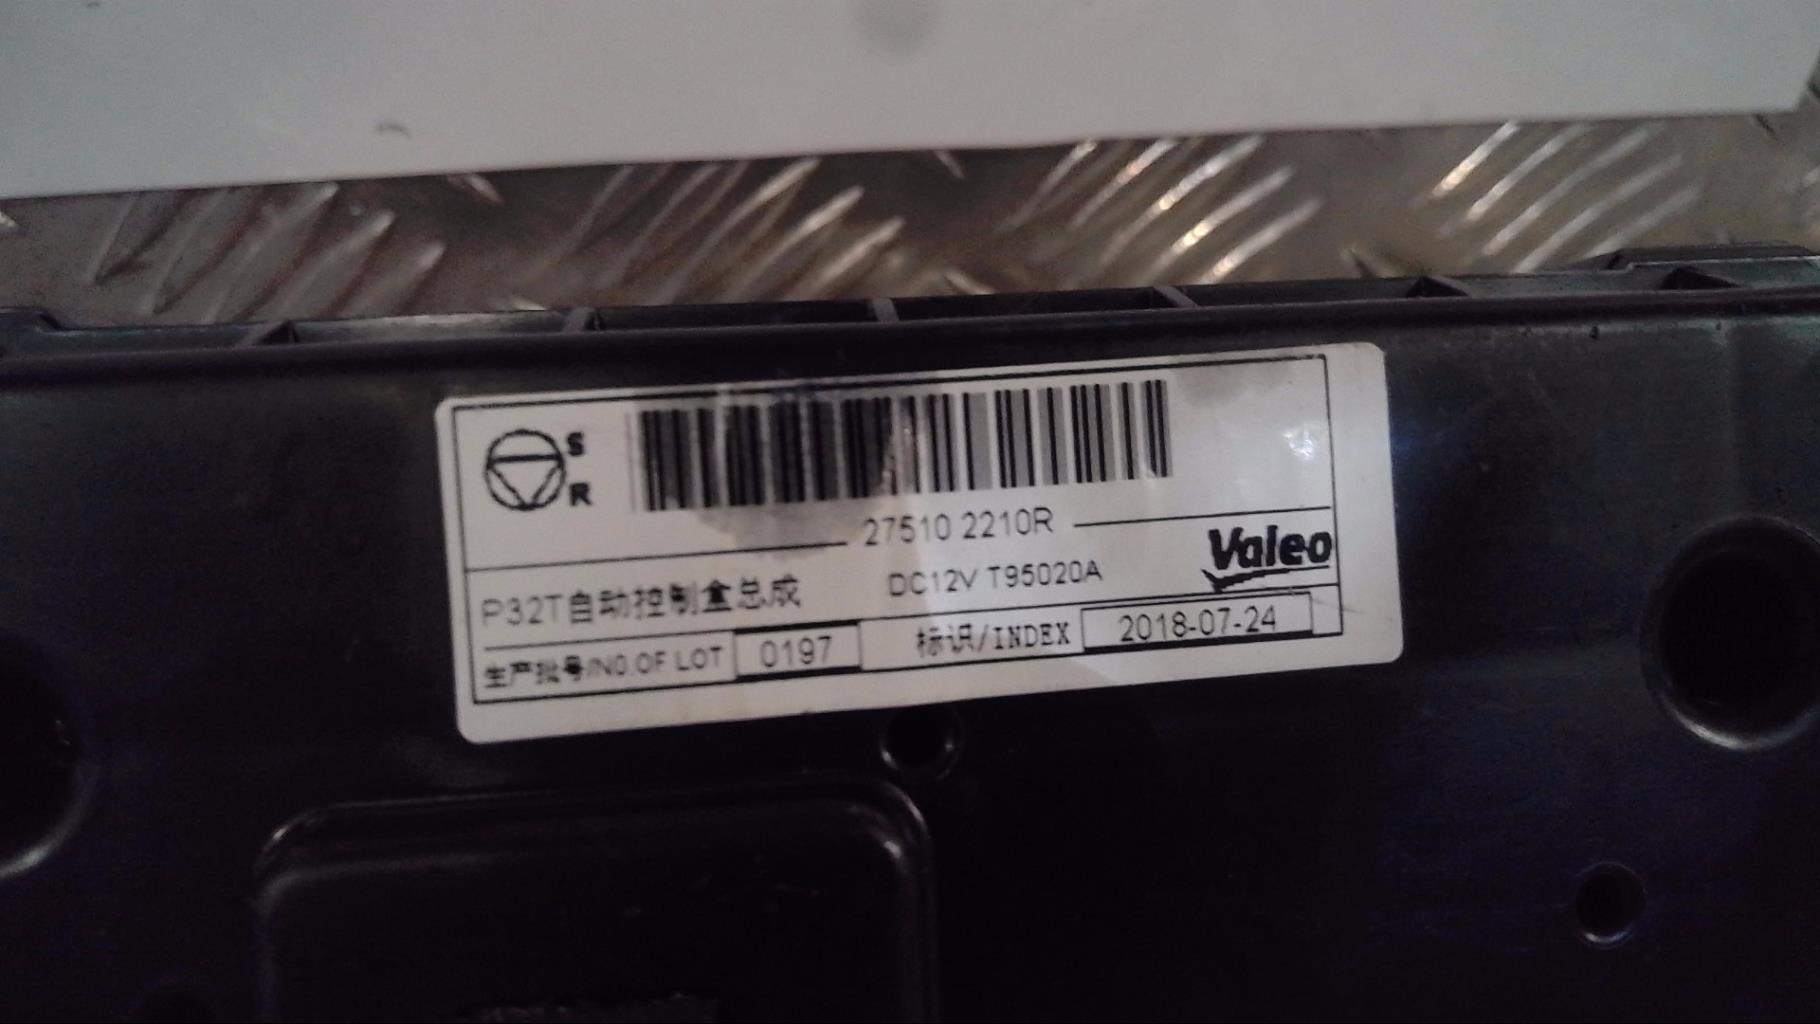 S
R
27510 2210R
P32T自动控制盒总成 DC12V T95020A Valeo
生产批号/NO.OF LOT 0197 标识/INDEX 2018-07-24